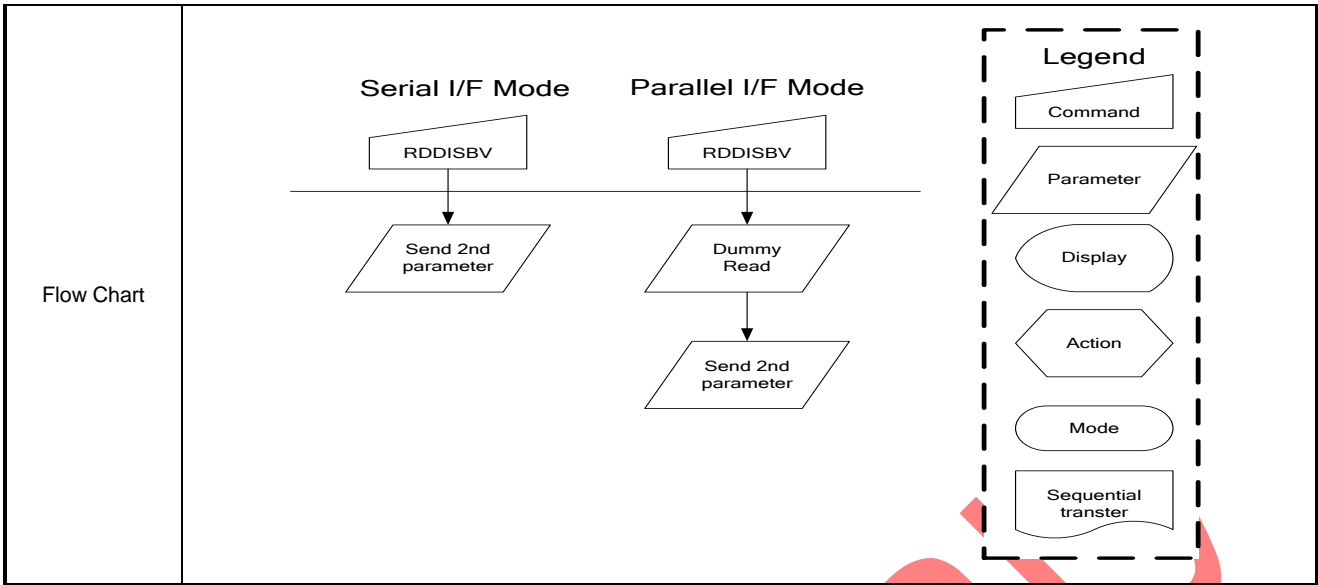 Flow Chart
Serial I/F Mode
RDDISBV
Send 2nd
parameter
Parallel I/F Mode
RDDISBV
Dummy
Read
Send 2nd
parameter
Legend
Command
Parameter
Display
Action
Mode
Sequential
transter